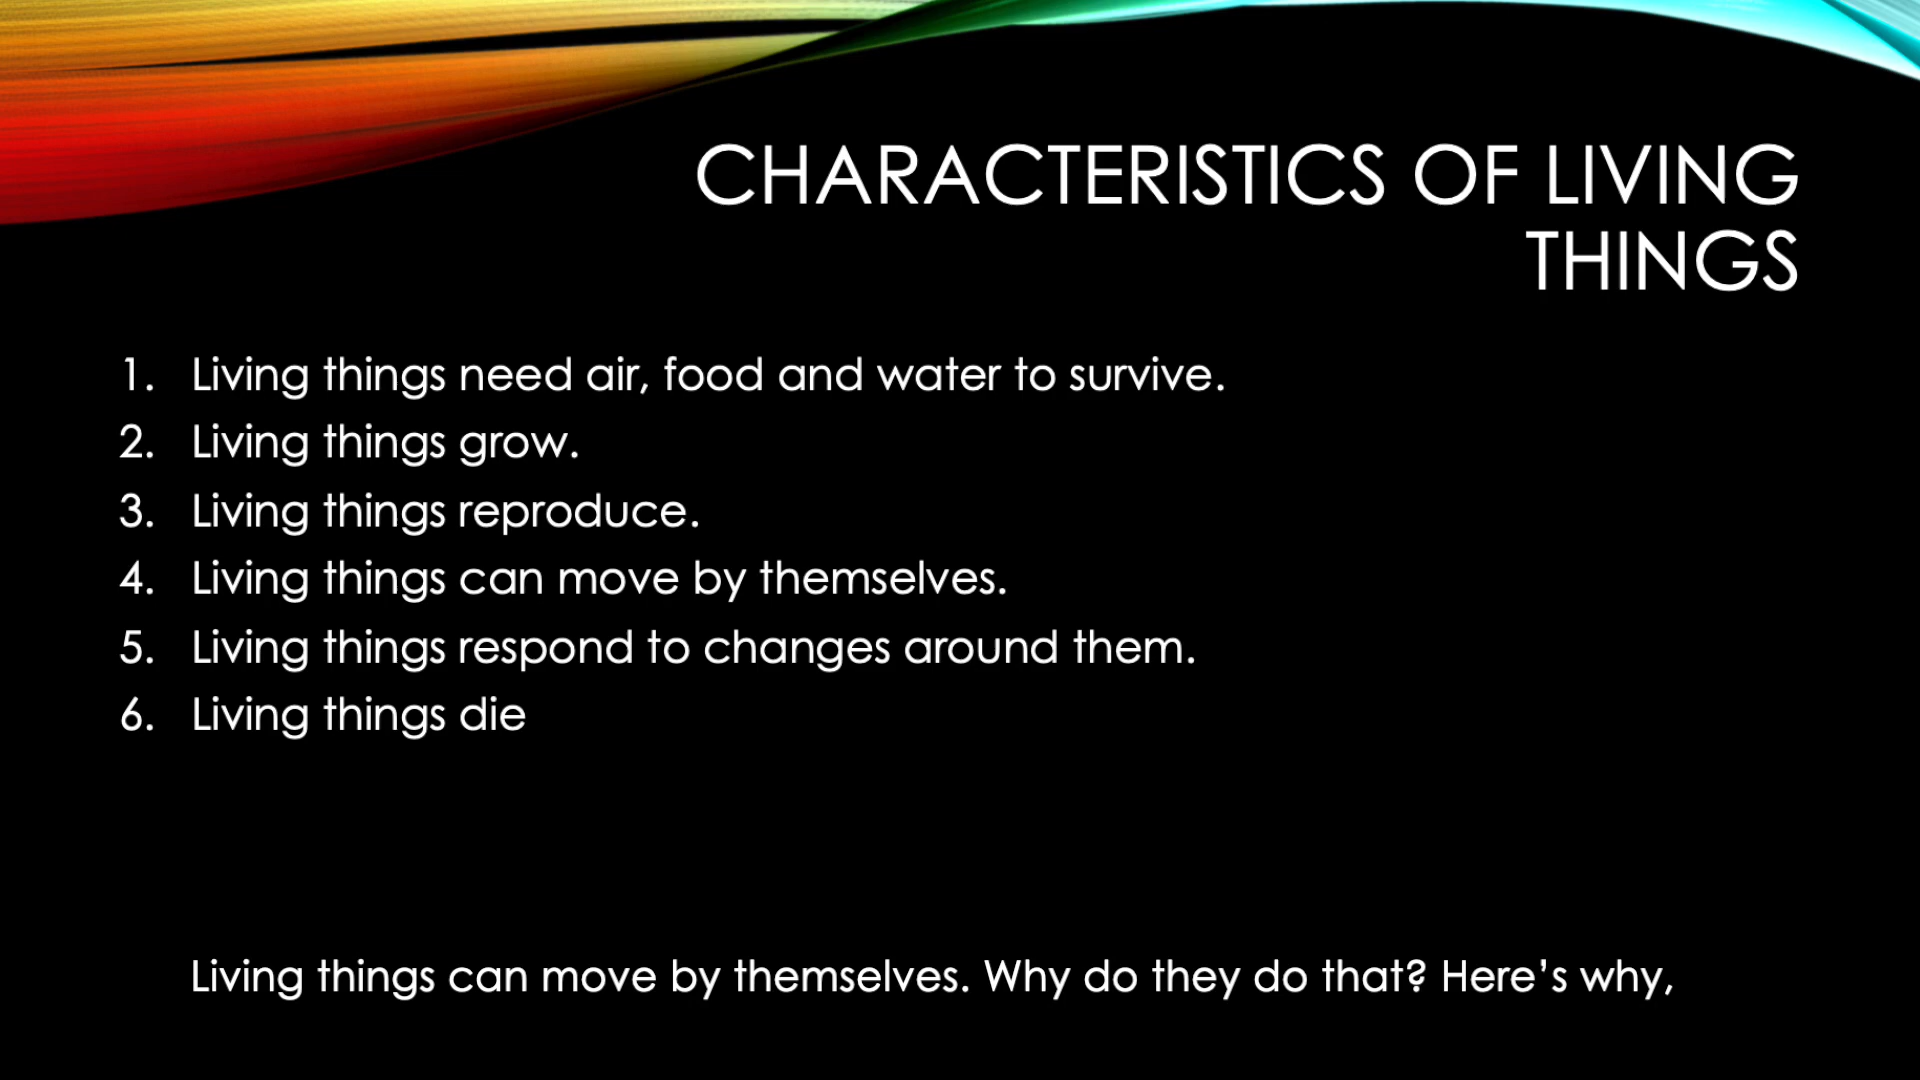 CHARACTERISTICS OF LIVING
THINGS
1. Living things need air, food and water to survive.
2. Living things grow.
3. Living things reproduce.
4. Living things can move by themselves.
5. Living things respond to changes around them.
6. Living things die
Living things can move by themselves. Why do they do that? Here’s why,